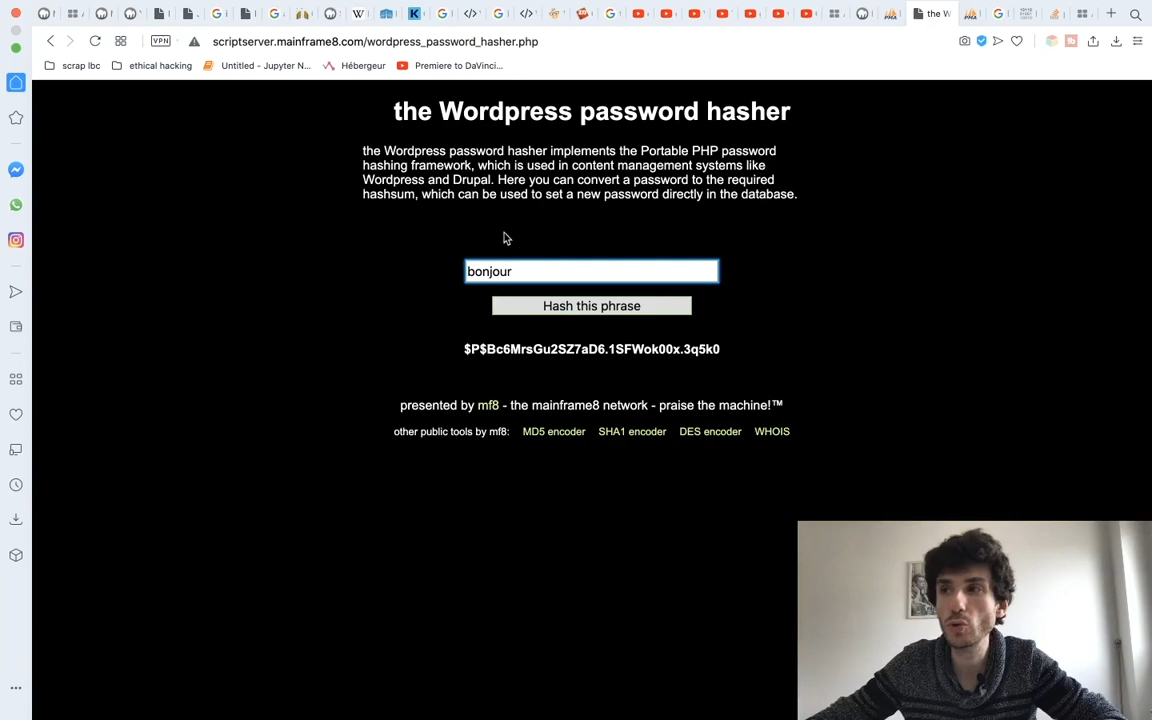 the W
VPN
scriptserver.mainframe8.com/wordpress_password_hasher.php
scrap lbc
ethical hacking
Untitled - Jupyter N...
Hébergeur
Premiere to DaVinci...
the Wordpress password hasher
the Wordpress password hasher implements the Portable PHP password
hashing framework, which is used in content management systems like
Wordpress and Drupal. Here you can convert a password to the required
hashsum, which can be used to set a new password directly in the database.
bonjour
Hash this phrase
$P$Bc6MrsGu2SZ7aD6.1SFWok00x.3q5k0
presented by mf8 - the mainframe8 network - praise the machine!™
other public tools by mf8: MD5 encoder SHA1 encoder DES encoder WHOIS